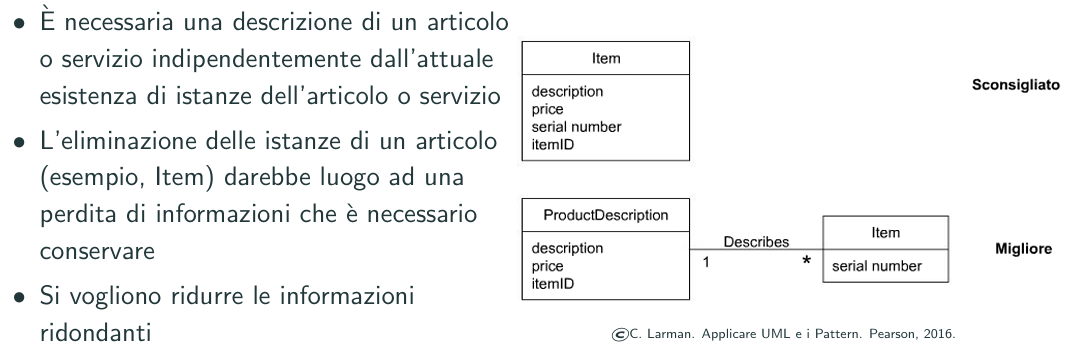 • È necessaria una descrizione di un articolo
o servizio indipendentemente dall'attuale
esistenza di istanze dell'articolo o servizio
• L'eliminazione delle istanze di un articolo
(esempio, Item) darebbe luogo ad una
perdita di informazioni che è necessario
conservare
• Si vogliono ridurre le informazioni
ridondanti
Item
description
price
serial number
itemID
Sconsigliato
ProductDescription
description
price
itemID
Describes
1
*
Item
serial number
Migliore
©C. Larman. Applicare UML e i Pattern. Pearson, 2016.